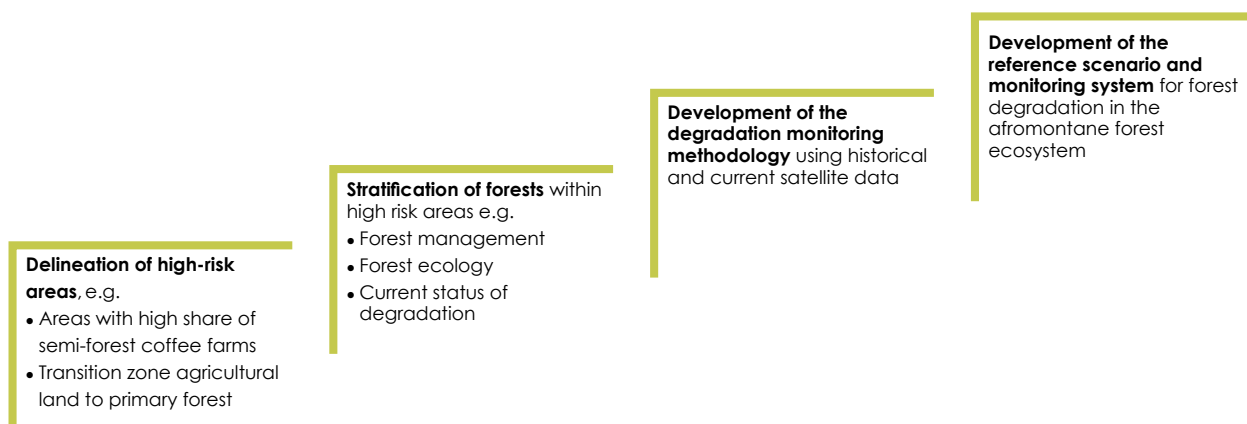 Delineation of high-risk
areas, e.g.
• Areas with high share of
semi-forest coffee farms
• Transition zone agricultural
land to primary forest
Stratification of forests within
high risk areas e.g.
• Forest management
• Forest ecology
• Current status of
degradation
Development of the
degradation monitoring
methodology using historical
and current satellite data
Development of the
reference scenario and
monitoring system for forest
degradation in the
afromontane forest
ecosystem